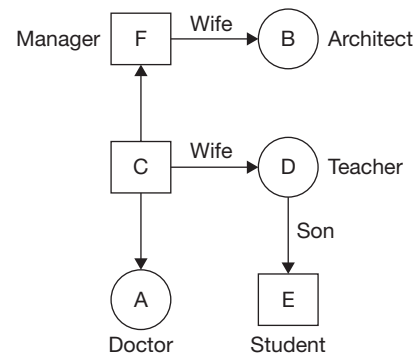 Wife
Manager F B Architect
Wife
C D Teacher
Son
A E
Doctor Student